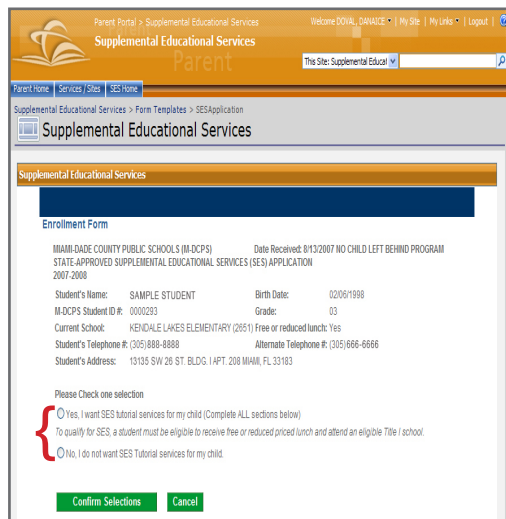 Parent Portal > Supplemental Educational Services Welcome DOVAL, DANAICE | My Site | My Links | Logout |
Supplemental Educational Services
Parent
This Site: Supplemental Educat
Parent Home Services / Sites SES Home
Supplemental Educational Services > Form Templates > SESApplication
Supplemental Educational Services
Supplemental Educational Services
Enrollment Form
MIAMI-DADE COUNTY PUBLIC SCHOOLS (M-DCPS) Date Received: 8/13/2007 NO CHILD LEFT BEHIND PROGRAM
STATE-APPROVED SUPPLEMENTAL EDUCATIONAL SERVICES (SES) APPLICATION
2007-2008
Student's Name: SAMPLE STUDENT Birth Date: 02/06/1998
M-DCPS Student ID #: 0000293 Grade: 03
Current School: KENDALE LAKES ELEMENTARY (2651) Free or reduced lunch: Yes
Student's Telephone #: (305)888-8888 Alternate Telephone #: (305)666-6666
Student's Address: 13135 SW 26 ST. BLDG. I APT. 208 MIAMI, FL 33183
Please Check one selection
Yes, I want SES tutorial services for my child (Complete ALL sections below)
To qualify for SES, a student must be eligible to receive free or reduced priced lunch and attend an eligible Title I school.
No, I do not want SES Tutorial services for my child.
Confirm Selections Cancel